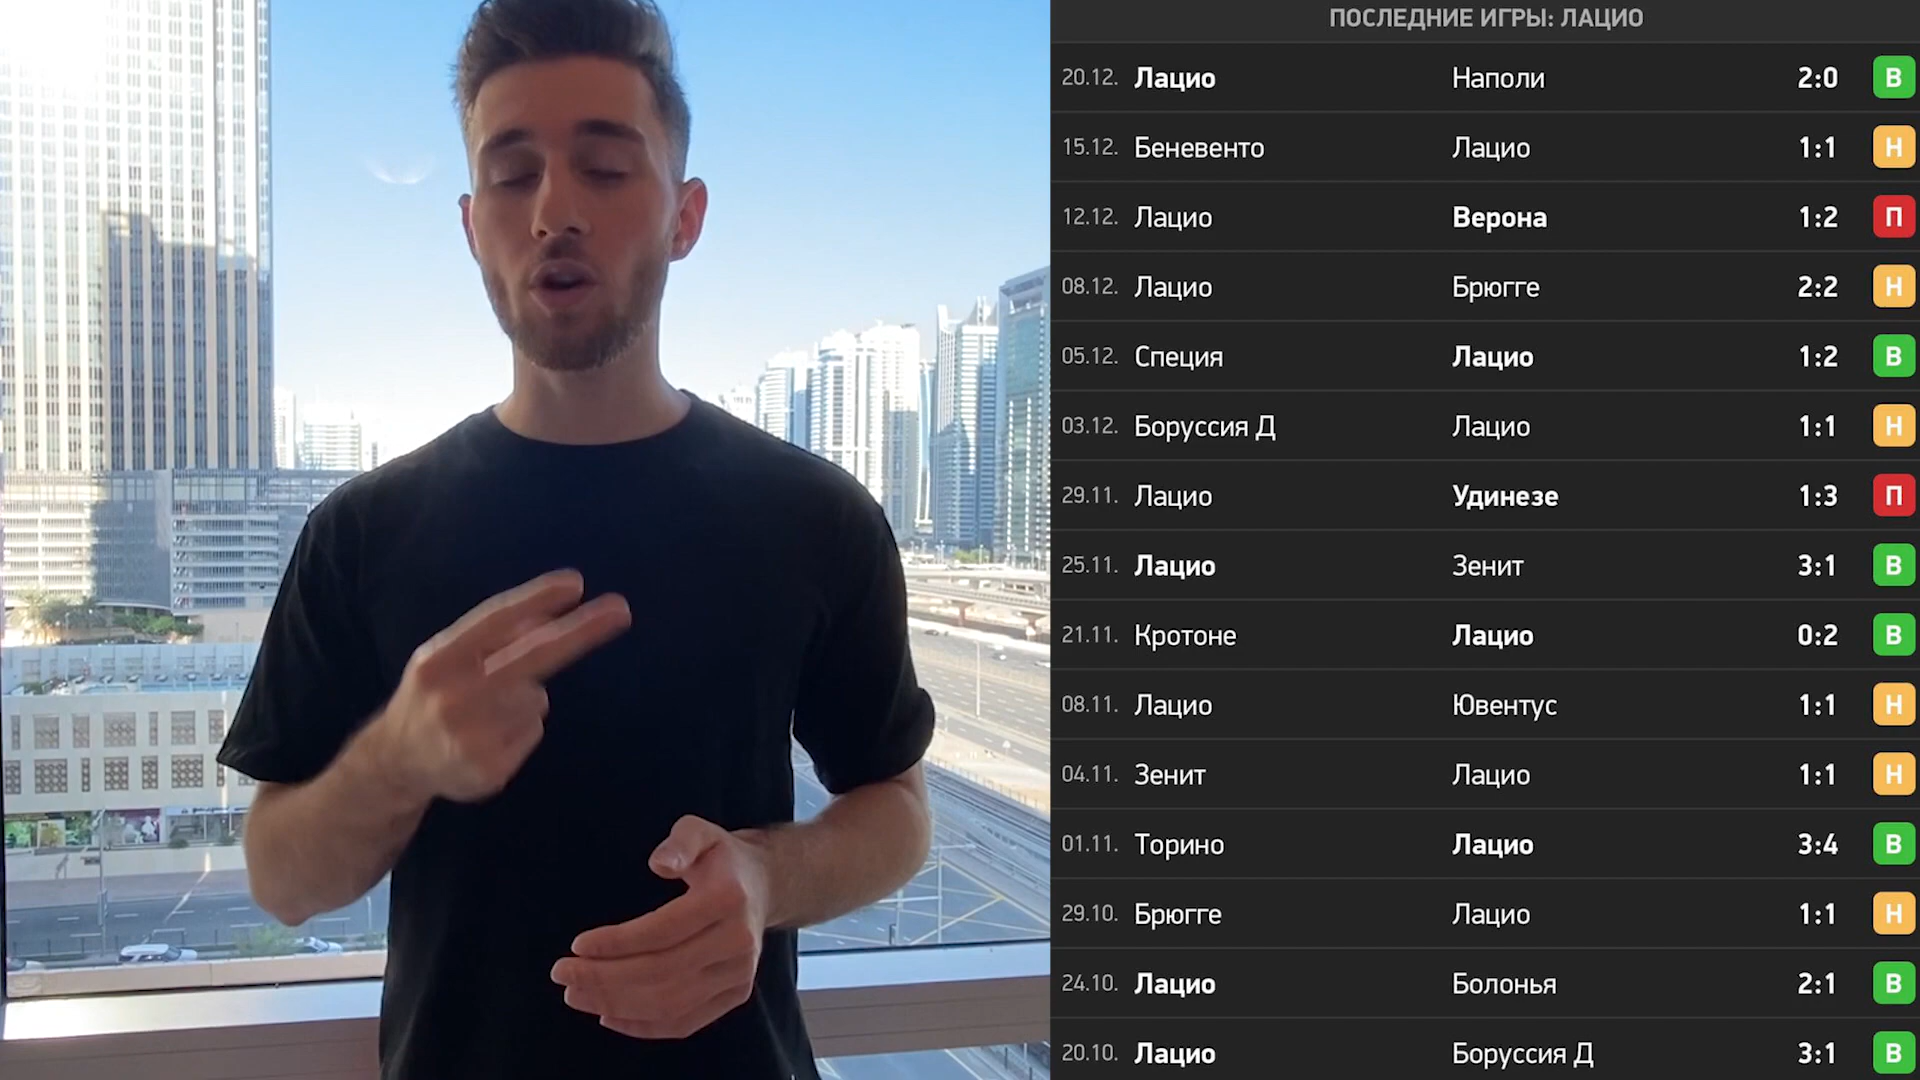 ПОСЛЕДНИЕ ИГРЫ: ЛАЦИО
20.12. Лацио Наполи 2:0 В
15.12. Беневенто Лацио 1:1 Н
12.12. Лацио Верона 1:2 П
08.12. Лацио Брюгге 2:2 Н
05.12. Специя Лацио 1:2 В
03.12. Боруссия Д Лацио 1:1 Н
29.11. Лацио Удинезе 1:3 П
25.11. Лацио Зенит 3:1 В
21.11. Кротоне Лацио 0:2 В
08.11. Лацио Ювентус 1:1 Н
04.11. Зенит Лацио 1:1 Н
01.11. Торино Лацио 3:4 В
29.10. Брюгге Лацио 1:1 Н
24.10. Лацио Болонья 2:1 В
20.10. Лацио Боруссия Д 3:1 В